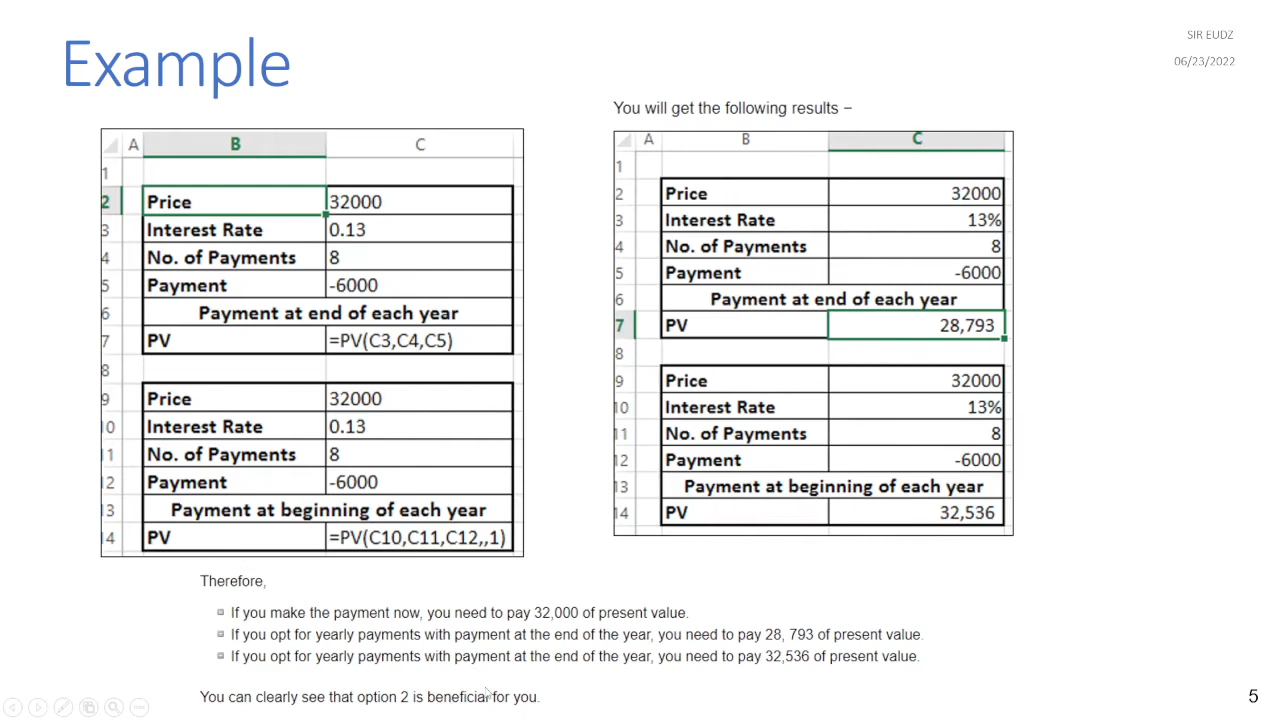 SIR EUDZ
06/23/2022
Example
A B C
1
2 Price 32000
3 Interest Rate 0.13
4 No. of Payments 8
5 Payment -6000
6 Payment at end of each year
7 PV =PV(C3,C4,C5)
8
9 Price 32000
10 Interest Rate 0.13
11 No. of Payments 8
12 Payment -6000
13 Payment at beginning of each year
14 PV =PV(C10,C11,C12,,1)
You will get the following results −
A B C
1
2 Price 32000
3 Interest Rate 13%
4 No. of Payments 8
5 Payment -6000
6 Payment at end of each year
7 PV 28,793
8
9 Price 32000
10 Interest Rate 13%
11 No. of Payments 8
12 Payment -6000
13 Payment at beginning of each year
14 PV 32,536
Therefore,
If you make the payment now, you need to pay 32,000 of present value.
If you opt for yearly payments with payment at the end of the year, you need to pay 28, 793 of present value.
If you opt for yearly payments with payment at the end of the year, you need to pay 32,536 of present value.
You can clearly see that option 2 is beneficial for you.
5